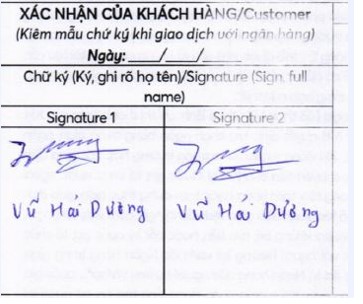 XÁC NHẬN CỦA KHÁCH HÀNG/Customer
(Kiêm mẫu chữ ký khi giao dịch với ngân hàng)
Ngày: ___/___/___
Chữ ký (Ký, ghi rõ họ tên)/Signature (Sign, full
name)
Signature 1 Signature 2
Vũ Hải Dương Vũ Hải Dương